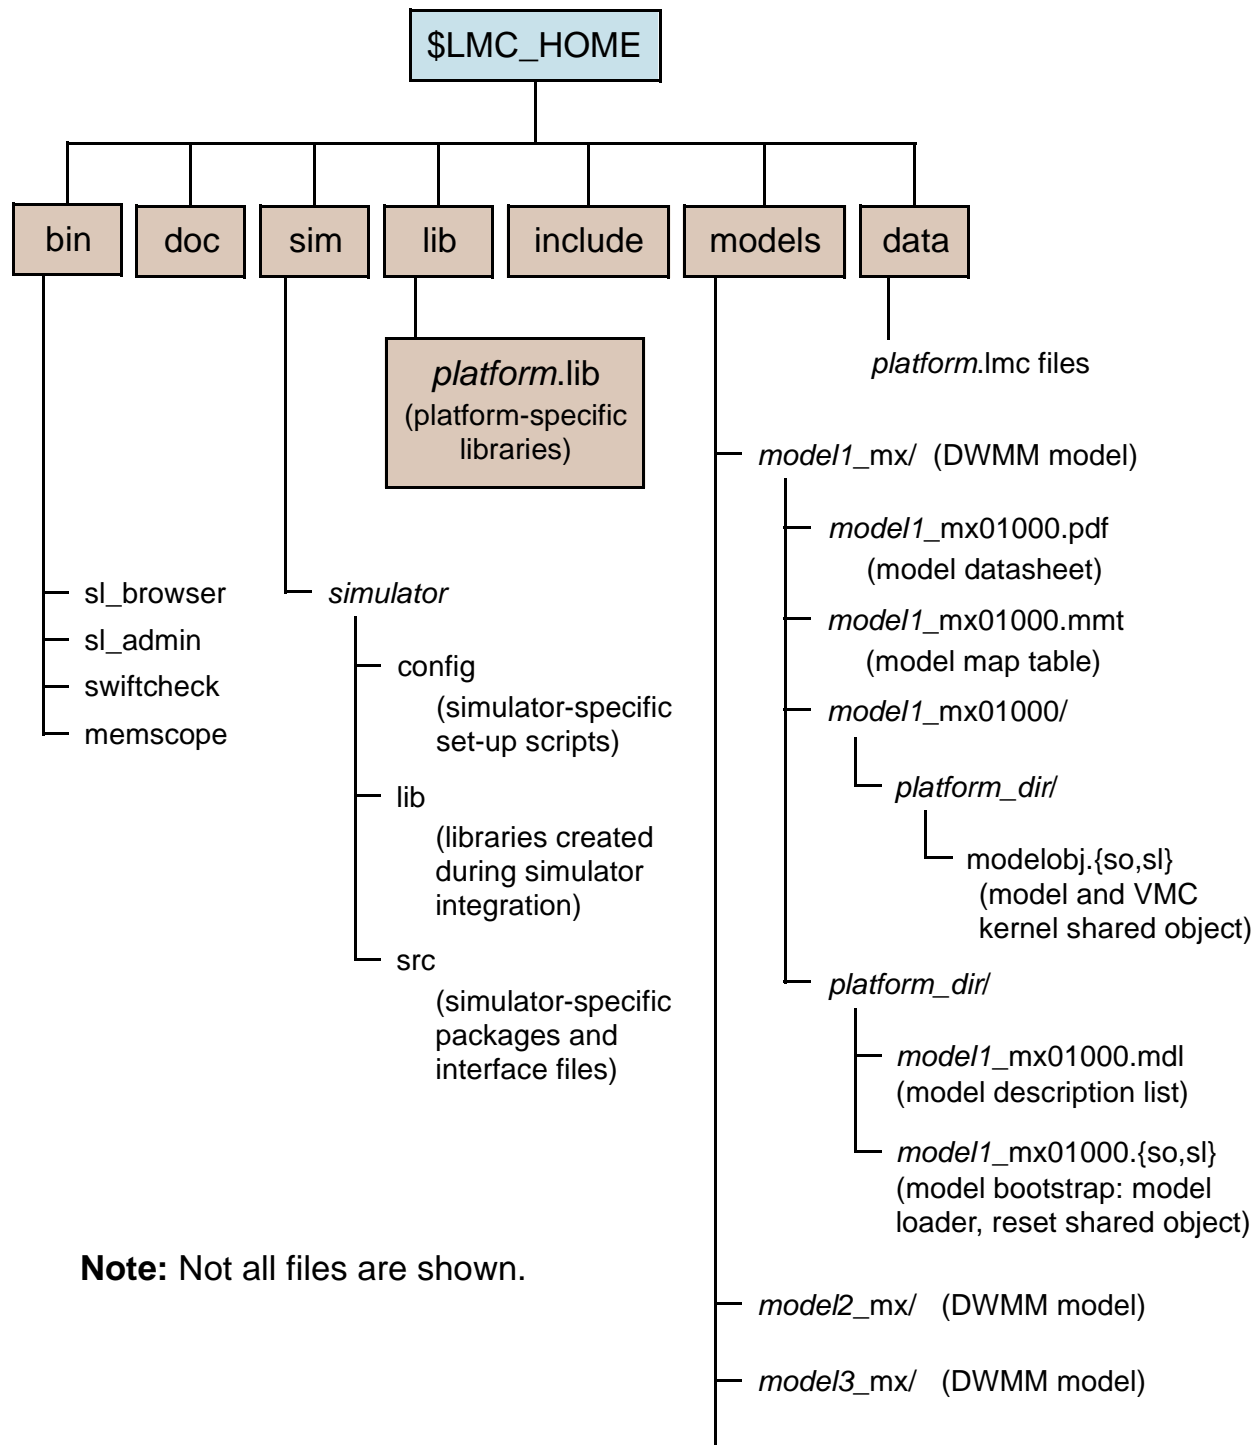 $LMC_HOME
bin
doc
sim
lib
include
models
data
platform.lib
(platform-specific
libraries)
platform.lmc files
sl_browser
sl_admin
swiftcheck
memscope
simulator
config
(simulator-specific
set-up scripts)
lib
(libraries created
during simulator
integration)
src
(simulator-specific
packages and
interface files)
model1_mx/ (DWMM model)
model1_mx01000.pdf
(model datasheet)
model1_mx01000.mmt
(model map table)
model1_mx01000/
platform_dir/
modelobj.{so,sl}
(model and VMC
kernel shared object)
platform_dir/
model1_mx01000.mdl
(model description list)
model1_mx01000.{so,sl}
(model bootstrap: model
loader, reset shared object)
model2_mx/ (DWMM model)
model3_mx/ (DWMM model)
Note: Not all files are shown.